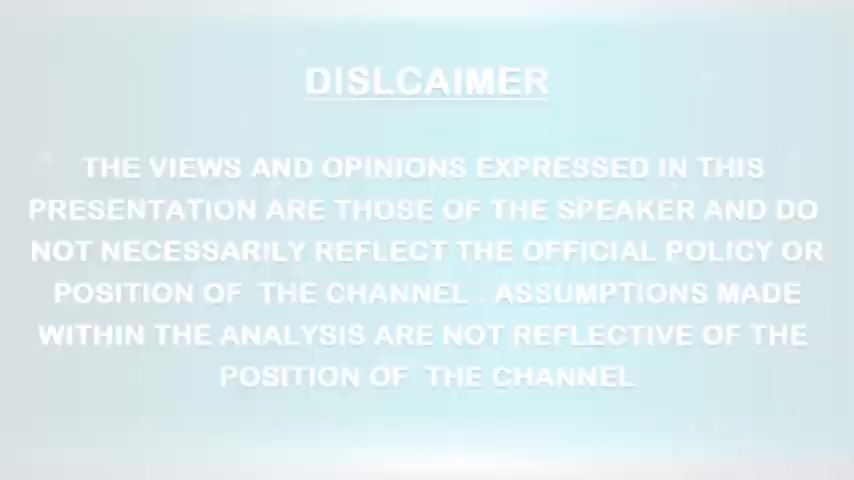 DISLCAIMER
THE VIEWS AND OPINIONS EXPRESSED IN THIS
PRESENTATION ARE THOSE OF THE SPEAKER AND DO
NOT NECESSARILY REFLECT THE OFFICIAL POLICY OR
POSITION OF THE CHANNEL . ASSUMPTIONS MADE
WITHIN THE ANALYSIS ARE NOT REFLECTIVE OF THE
POSITION OF THE CHANNEL